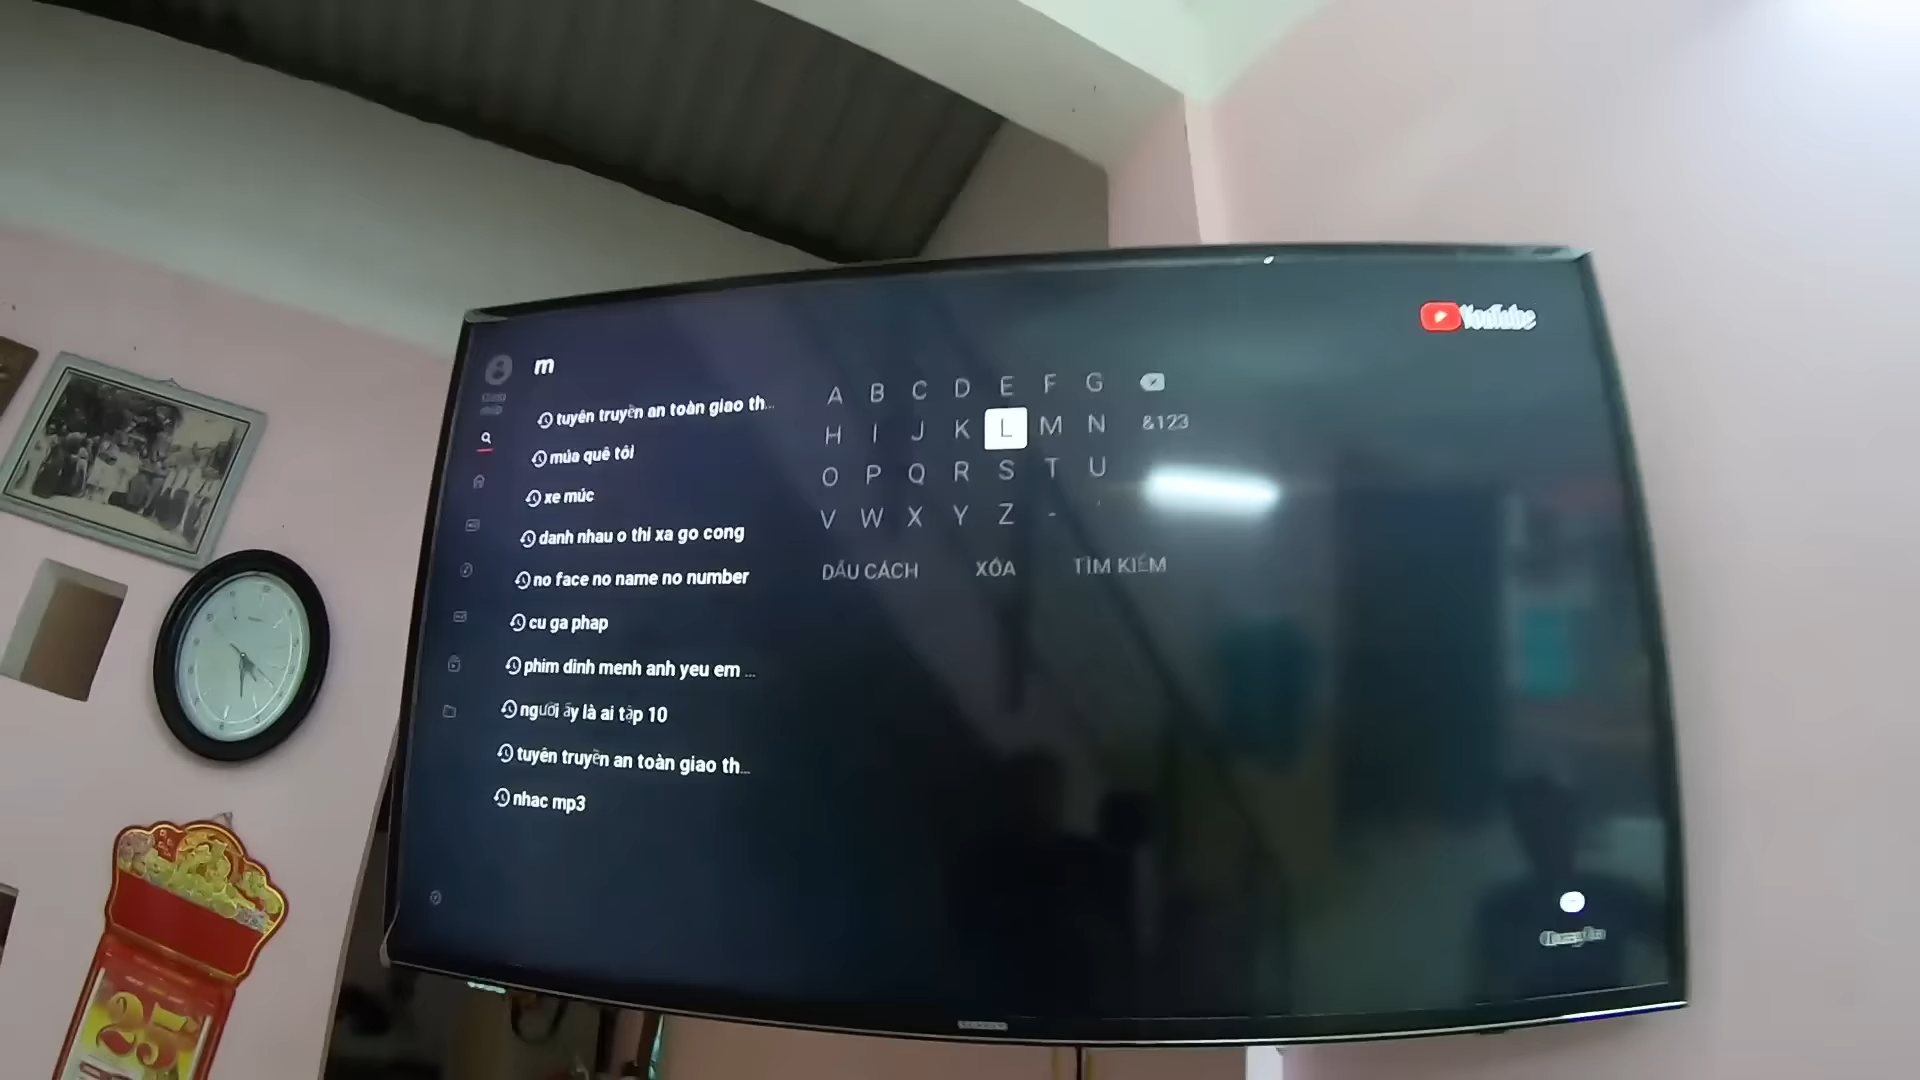 YouTube
m
tuyên truyền an toàn giao th...
múa quê tôi
xe múc
danh nhau o thi xa go cong
no face no name no number
cu ga phap
phim dinh menh anh yeu em ...
người ấy là ai tập 10
tuyên truyền an toàn giao th...
nhac mp3
A B C D E F G
H I J K L M N &123
O P Q R S T U
V W X Y Z - '
DẤU CÁCH XÓA TÌM KIẾM
25